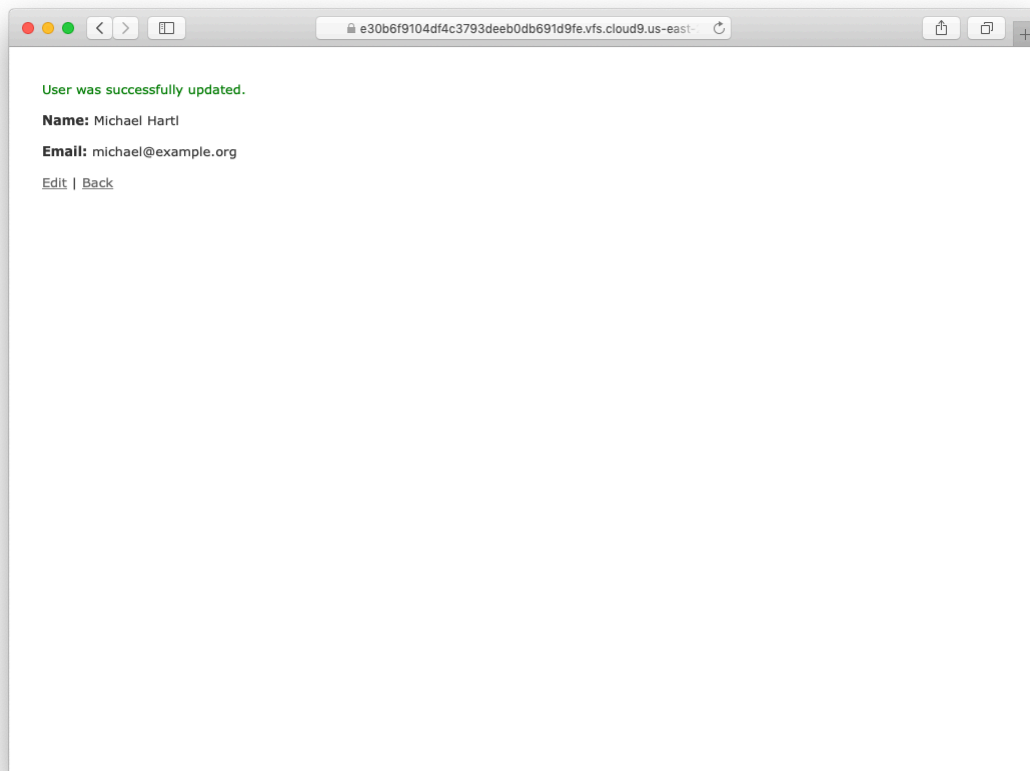 e30b6f9104df4c3793deeb0db691d9fe.vfs.cloud9.us-east-
User was successfully updated.
Name: Michael Hartl
Email: michael@example.org
Edit | Back